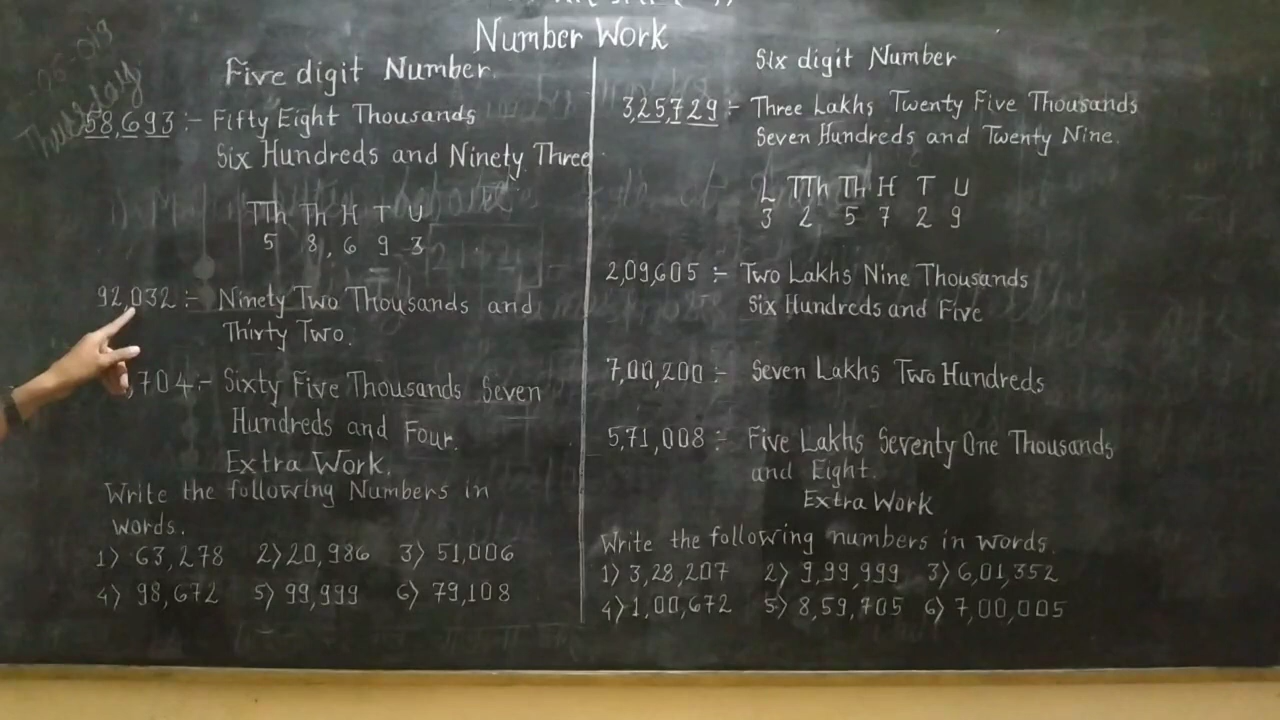 Number Work
Five digit Number.
58,693 :- Fifty Eight Thousands
Six Hundreds and Ninety Three
TTh Th H T U
5 8, 6 9 3
92,032 :- Ninety Two Thousands and
Thirty Two.
,704 :- Sixty Five Thousands Seven
Hundreds and Four.
Extra Work.
Write the following Numbers in
words.
1) 63,278 2) 20,986 3) 51,006
4) 98,672 5) 99,999 6) 79,108
Six digit Number
3,25,729 :- Three Lakhs Twenty Five Thousands
Seven Hundreds and Twenty Nine.
L TTh Th H T U
3 2 5 7 2 9
2,09,605 :- Two Lakhs Nine Thousands
Six Hundreds and Five
7,00,200 :- Seven Lakhs Two Hundreds
5,71,008 :- Five Lakhs Seventy One Thousands
and Eight.
Extra Work
Write the following numbers in words.
1) 3,28,207 2) 9,99,999 3) 6,01,352
4) 1,00,672 5) 8,59,705 6) 7,00,005